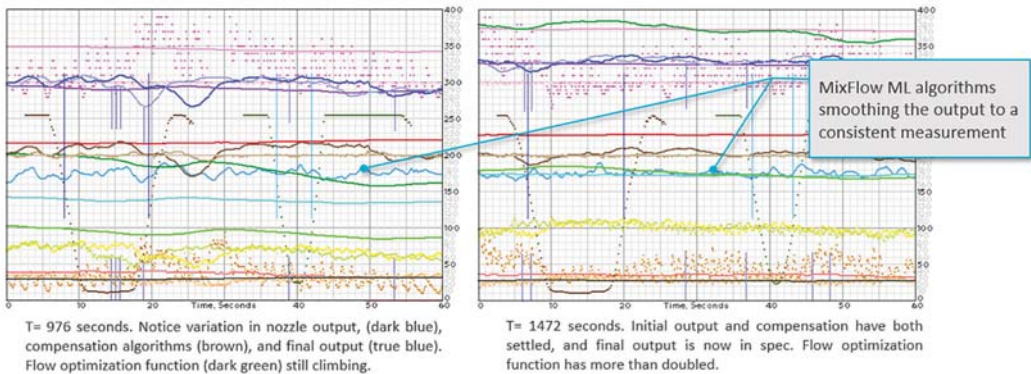 400
350
300
250
200
150
100
50
0
0
10
20
Time, Seconds
40
50
60
400
350
300
250
200
150
100
50
0
0
10
20
Time, Seconds
40
50
60
MixFlow ML algorithms
smoothing the output to a
consistent measurement
T= 976 seconds. Notice variation in nozzle output, (dark blue),
compensation algorithms (brown), and final output (true blue).
Flow optimization function (dark green) still climbing.
T= 1472 seconds. Initial output and compensation have both
settled, and final output is now in spec. Flow optimization
function has more than doubled.